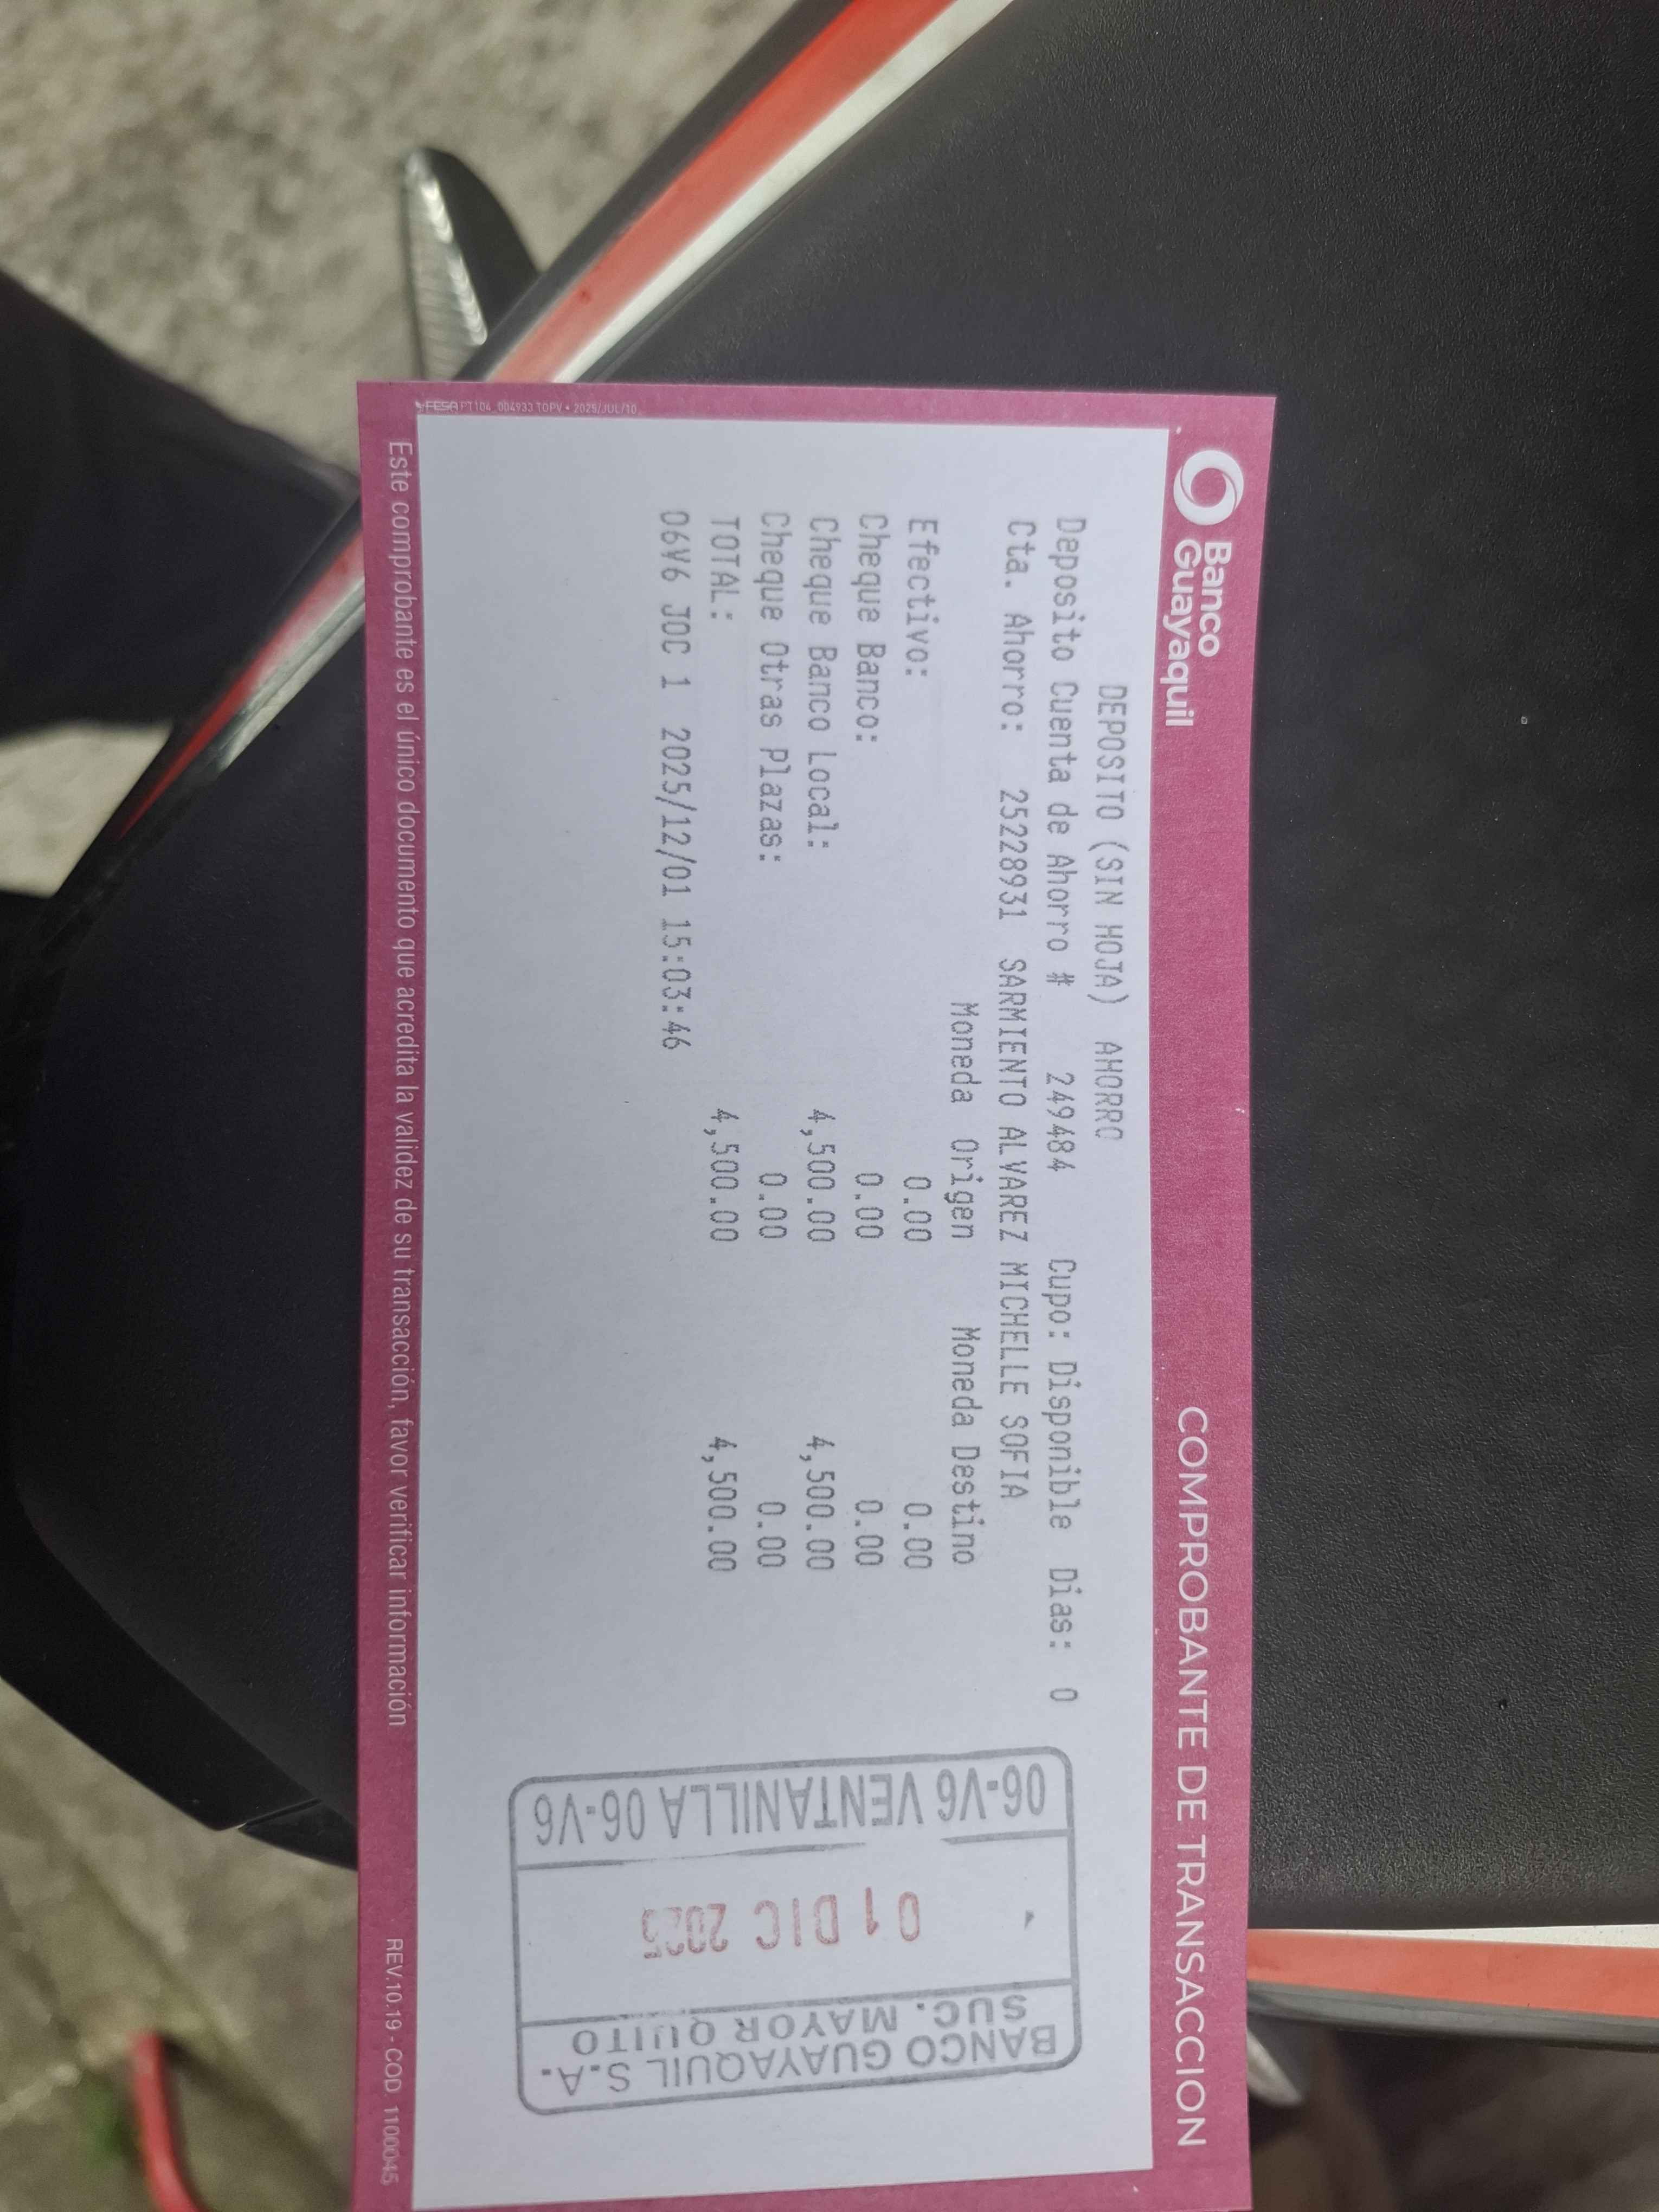 Banco
Guayaquil
COMPROBANTE DE TRANSACCION
DEPOSITO (SIN HOJA) AHORRO
Deposito Cuenta de Ahorro # 249484 Cupo: Disponible Dias: 0
Cta. Ahorro: 25228931 SARMIENTO ALVAREZ MICHELLE SOFIA
Moneda Origen Moneda Destino
Efectivo: 0.00 0.00
Cheque Banco: 0.00 0.00
Cheque Banco Local: 4,500.00 4,500.00
Cheque Otras Plazas: 0.00 0.00
TOTAL: 4,500.00 4,500.00
06V6 JOC 1 2025/12/01 15:03:46
BANCO GUAYAQUIL S.A.
SUC. MAYOR QUITO
01 DIC 2025
06-V6 VENTANILLA 06-V6
FESA PT104_004933 TOPV • 2025/JUL/10
Este comprobante es el único documento que acredita la validez de su transacción, favor verificar información
REV.10.19 - COD. 1100045